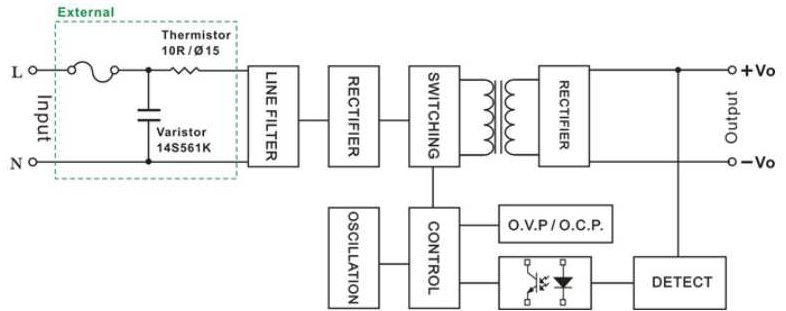 External
Thermistor
10R/Ø15
L
Input
N
Varistor
14S561K
LINE FILTER
RECTIFIER
SWITCHING
RECTIFIER
+Vo
Output
-Vo
OSCILLATION
CONTROL
O.V.P/O.C.P.
DETECT